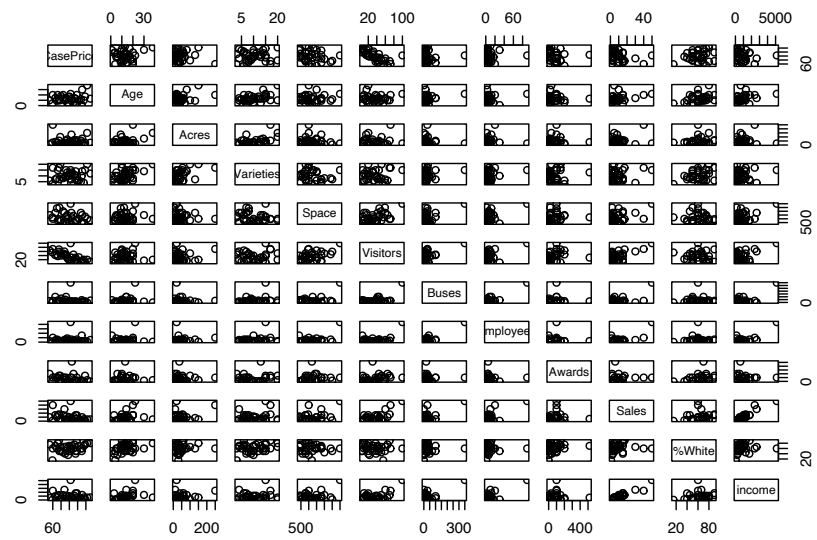 0 30 5 20 20 100 0 60 0 40 0 5000
CasePric 60
0 Age
Acres 0
5 Varieties
Space 500
20 Visitors
Buses 0
0 mployee
Awards 0
0 Sales
%White 20
0 income
60 0 200 500 0 300 0 400 20 80